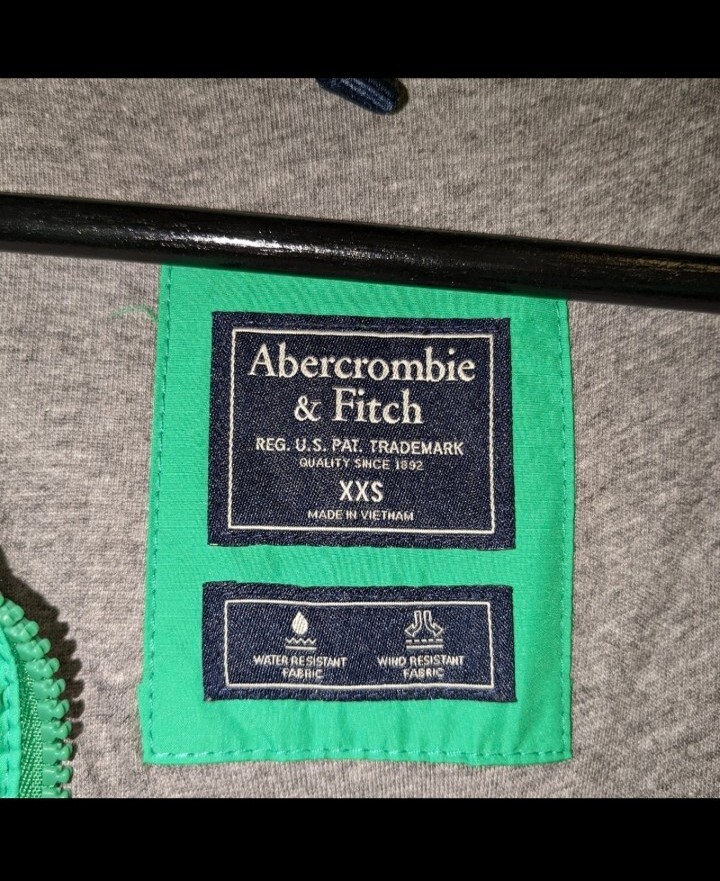 Abercrombie
& Fitch
REG. U.S. PAT. TRADEMARK
QUALITY SINCE 1892
XXS
MADE IN VIETNAM
WATER RESISTANT
FABRIC
WIND RESISTANT
FABRIC